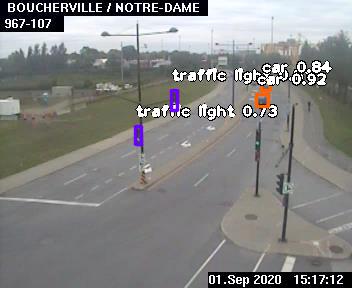 BOUCHERVILLE / NOTRE-DAME
967-107
car 0.84
traffic light 0.
car 0.92
traffic light 0.73
01.Sep 2020 15:17:12